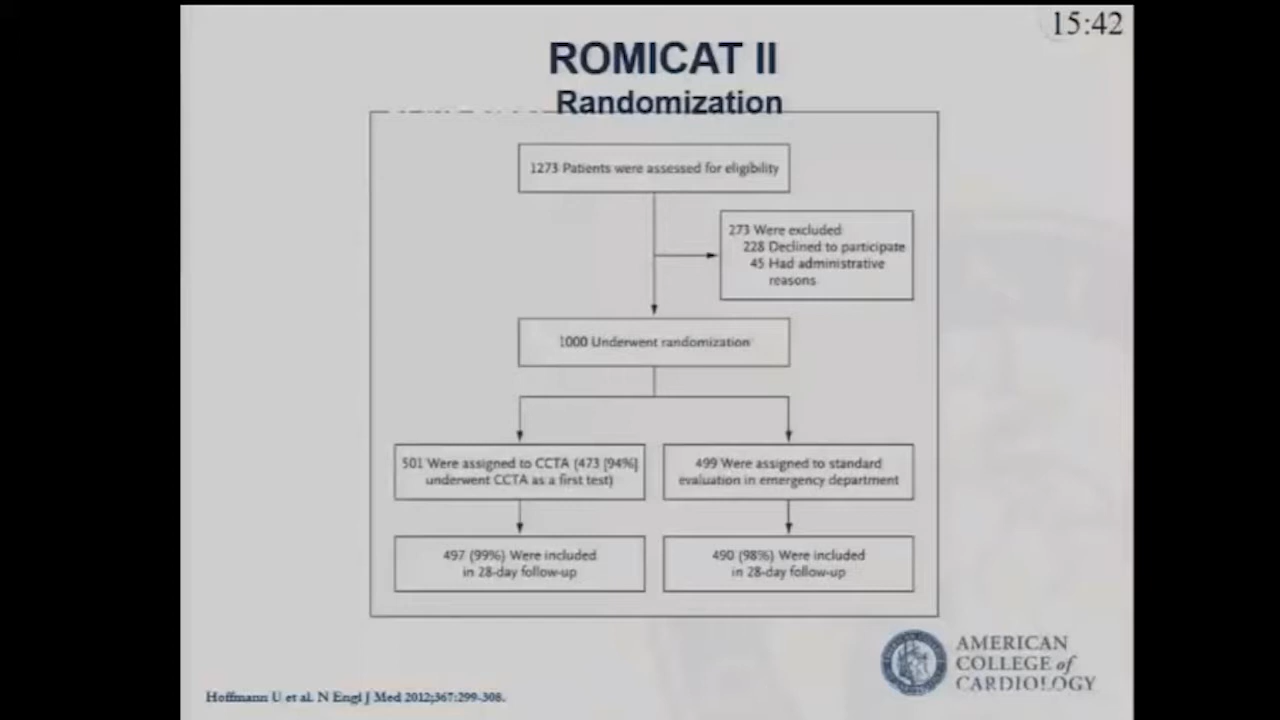 15:42
ROMICAT II
Randomization
1273 Patients were assessed for eligibility
273 Were excluded
228 Declined to participate
45 Had administrative
reasons
1000 Underwent randomization
501 Were assigned to CCTA (473 [94%]
underwent CCTA as a first test)
499 Were assigned to standard
evaluation in emergency department
497 (99%) Were included
in 28-day follow-up
490 (98%) Were included
in 28-day follow-up
AMERICAN
COLLEGE of
CARDIOLOGY
Hoffmann U et al. N Engl J Med 2012;367:299-308.